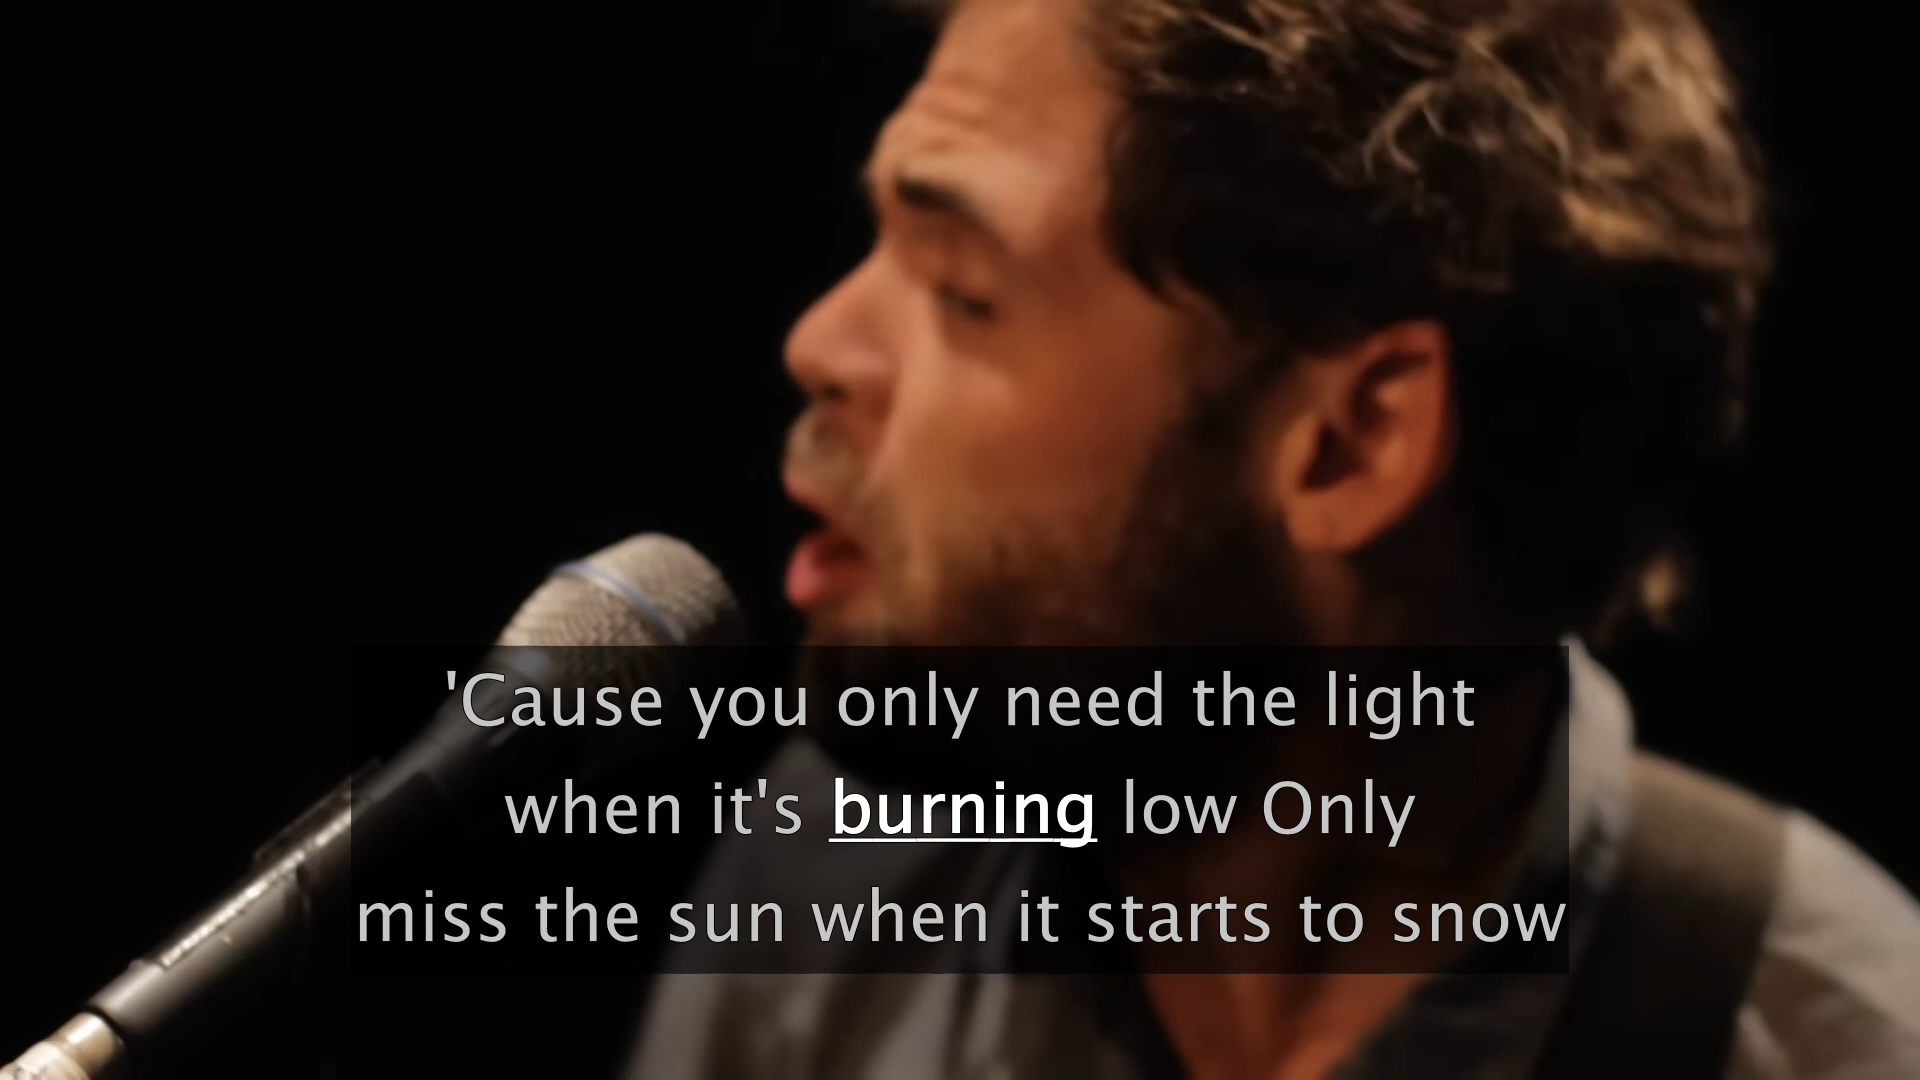 'Cause you only need the light
when it's burning low Only
miss the sun when it starts to snow